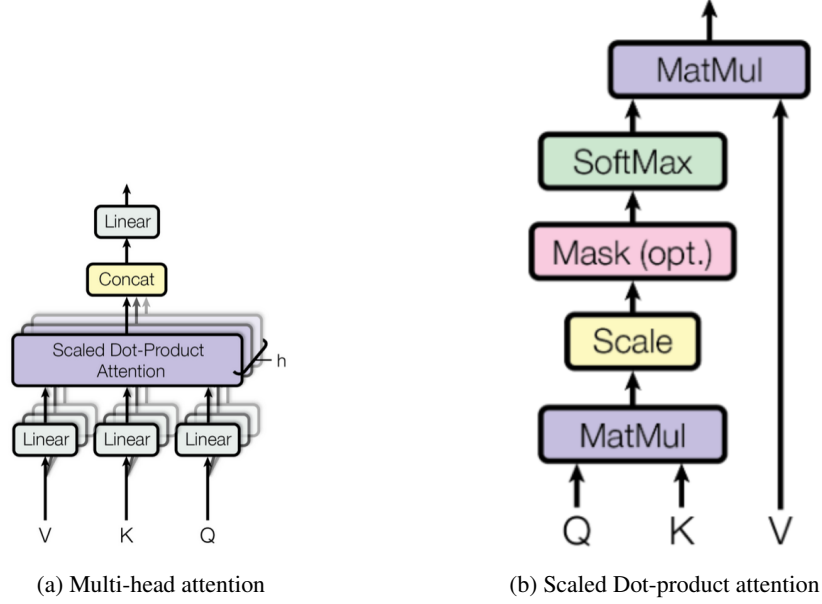 Linear
Concat
Scaled Dot-Product
Attention
h
Linear
Linear
Linear
V
K
Q
(a) Multi-head attention
MatMul
SoftMax
Mask (opt.)
Scale
MatMul
Q
K
V
(b) Scaled Dot-product attention